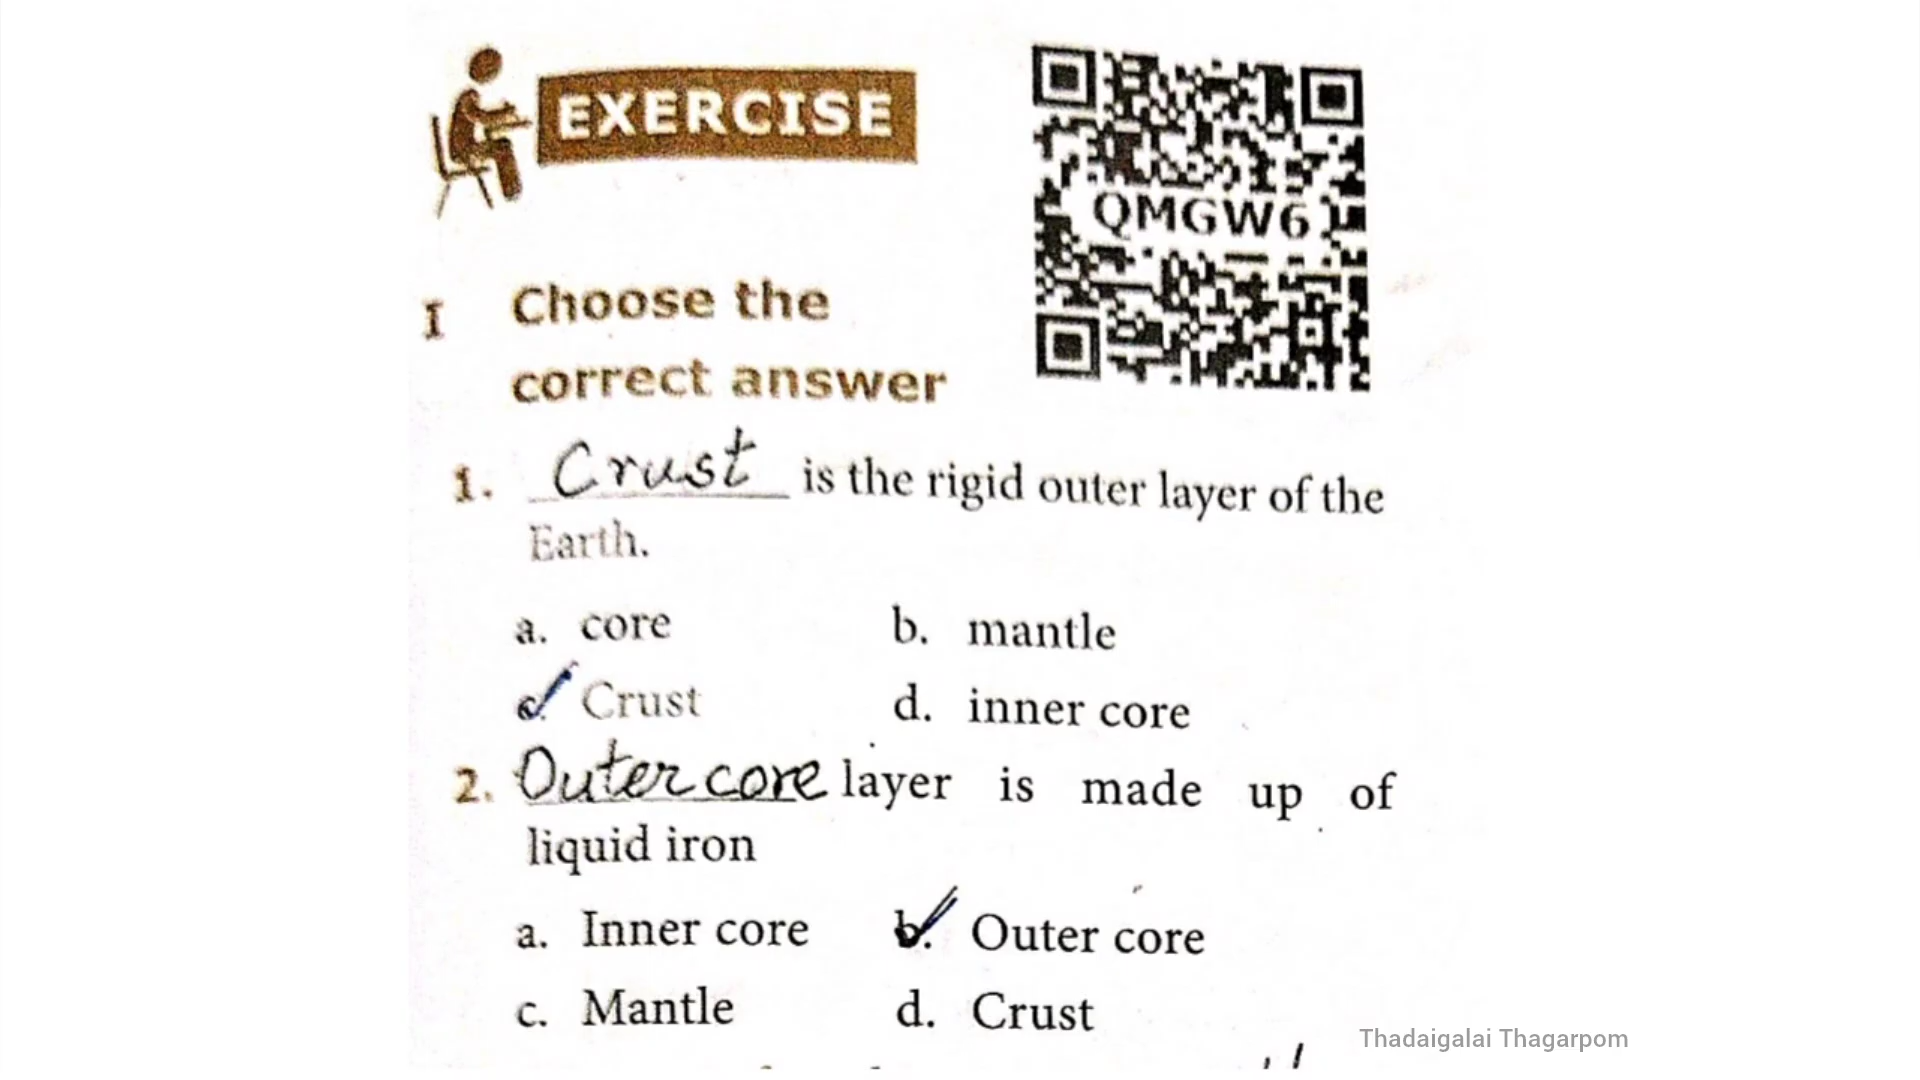 EXERCISE
QMGW6
I Choose the
correct answer
1. Crust is the rigid outer layer of the
Earth.
a. core b. mantle
c. Crust d. inner core
2. Outer core layer is made up of
liquid iron
a. Inner core b. Outer core
c. Mantle d. Crust
Thadaigalai Thagarpom